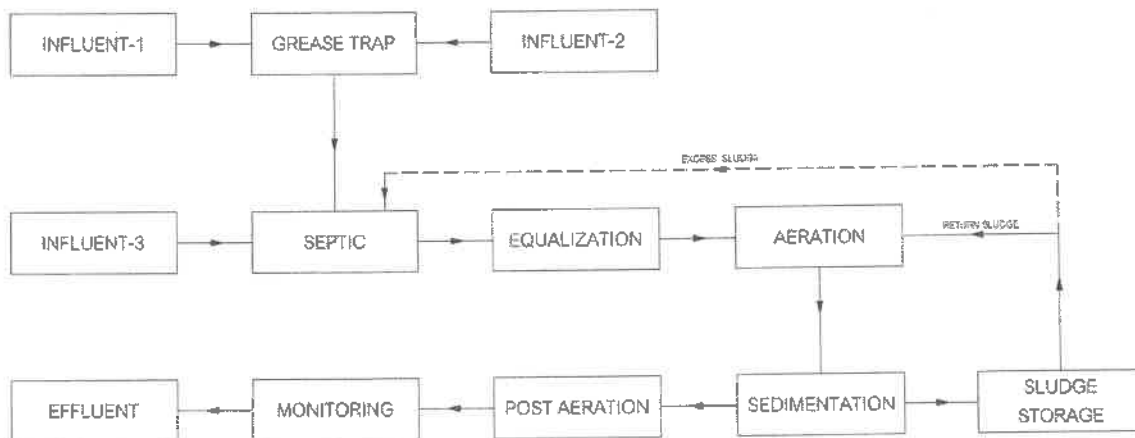 INFLUENT-1
GREASE TRAP
INFLUENT-2
EXCESS SLUDGE
INFLUENT-3
SEPTIC
EQUALIZATION
AERATION
RETURN SLUDGE
EFFLUENT
MONITORING
POST AERATION
SEDIMENTATION
SLUDGE
STORAGE